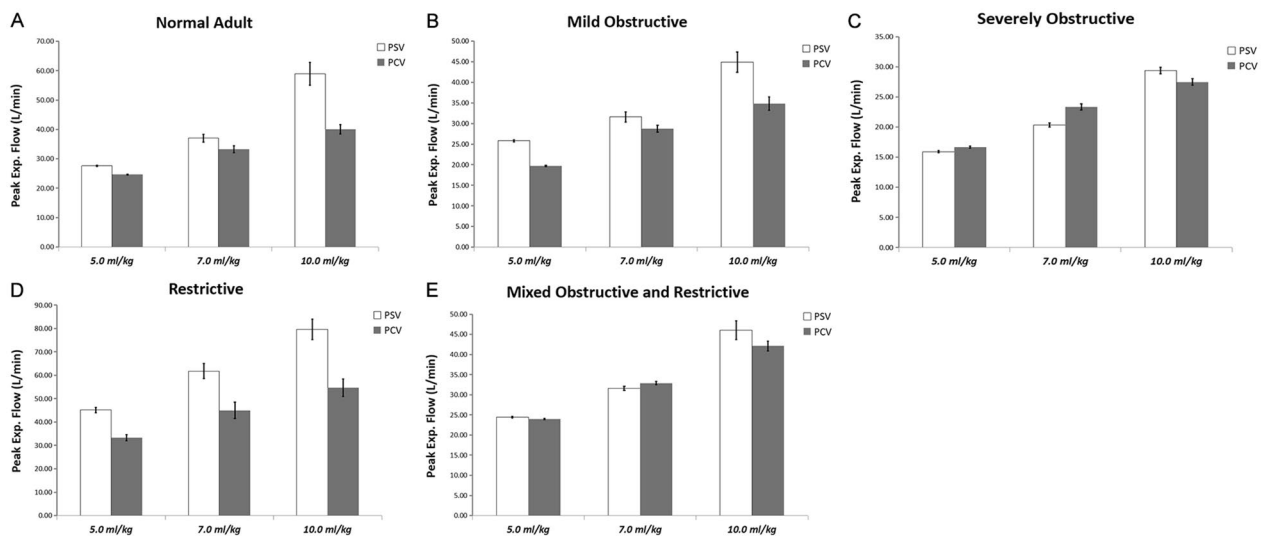 A
Normal Adult
Peak Exp. Flow (L/min)
70.00
60.00
50.00
40.00
30.00
20.00
10.00
0.00
PSV
PCV
5.0 ml/kg
7.0 ml/kg
10.0 ml/kg
B
Mild Obstructive
Peak Exp. Flow (L/min)
50.00
45.00
40.00
35.00
30.00
25.00
20.00
15.00
10.00
5.00
0.00
PSV
PCV
5.0 ml/kg
7.0 ml/kg
10.0 ml/kg
C
Severely Obstructive
Peak Exp. Flow (L/min)
35.00
30.00
25.00
20.00
15.00
10.00
5.00
0.00
PSV
PCV
5.0 ml/kg
7.0 ml/kg
10.0 ml/kg
D
Restrictive
Peak Exp. Flow (L/min)
90.00
80.00
70.00
60.00
50.00
40.00
30.00
20.00
10.00
0.00
PSV
PCV
5.0 ml/kg
7.0 ml/kg
10.0 ml/kg
E
Mixed Obstructive and Restrictive
Peak Exp. Flow (L/min)
50.00
45.00
40.00
35.00
30.00
25.00
20.00
15.00
10.00
5.00
0.00
PSV
PCV
5.0 ml/kg
7.0 ml/kg
10.0 ml/kg